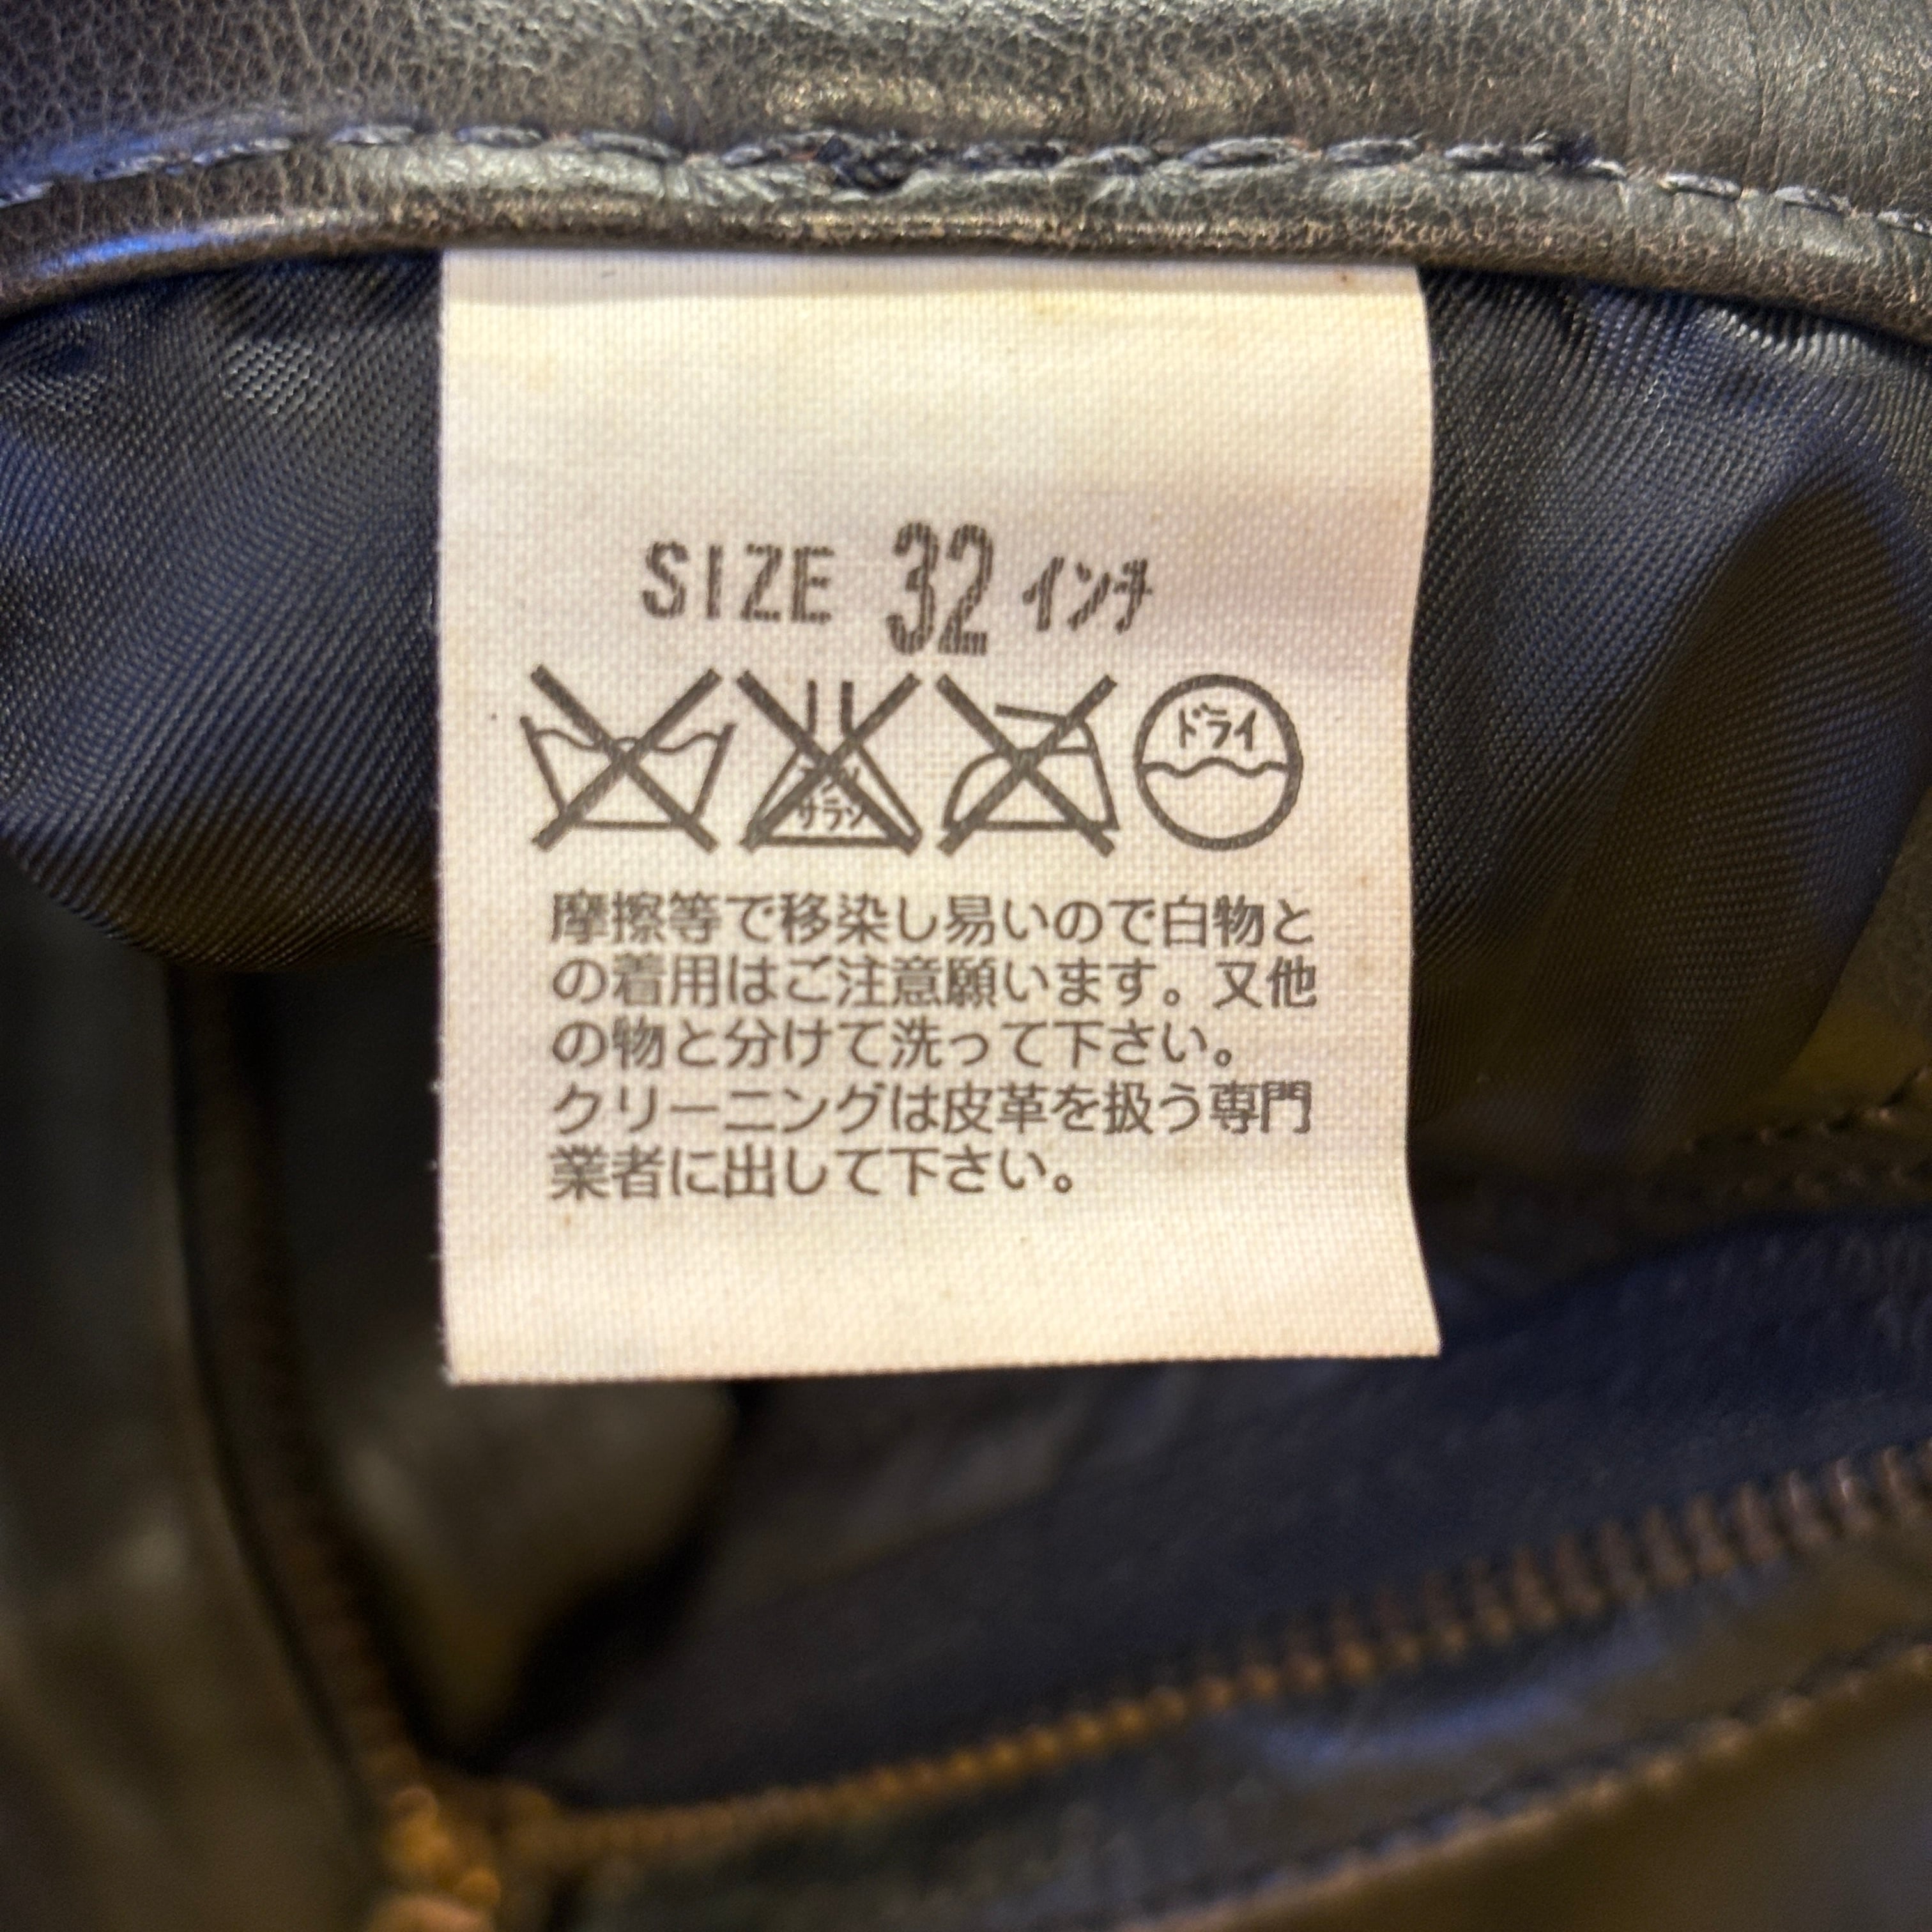 SIZE 32 インチ
サラシ ドライ
摩擦等で移染し易いので白物と
の着用はご注意願います。又他
の物と分けて洗って下さい。
クリーニングは皮革を扱う専門
業者に出して下さい。